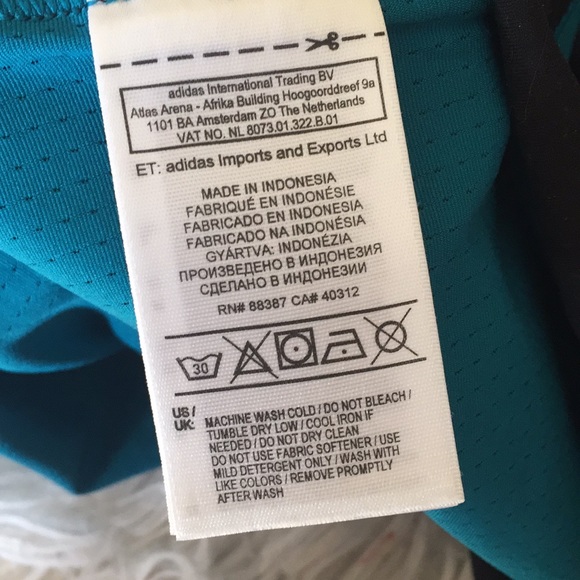 adidas International Trading BV
Atlas Arena - Afrika Building Hoogoorddreef 9a
1101 BA Amsterdam ZO The Netherlands
VAT NO. NL 8073.01.322.B.01
ET: adidas Imports and Exports Ltd
MADE IN INDONESIA
FABRIQUÉ EN INDONÉSIE
FABRICADO EN INDONESIA
FABRICADO NA INDONÉSIA
GYÁRTVA: INDONÉZIA
ПРОИЗВЕДЕНО В ИНДОНЕЗИЯ
СДЕЛАНО В ИНДОНЕЗИИ
RN# 88387 CA# 40312
30
US /
UK:
MACHINE WASH COLD / DO NOT BLEACH /
TUMBLE DRY LOW / COOL IRON IF
NEEDED / DO NOT DRY CLEAN
DO NOT USE FABRIC SOFTENER / USE
MILD DETERGENT ONLY / WASH WITH
LIKE COLORS / REMOVE PROMPTLY
AFTER WASH